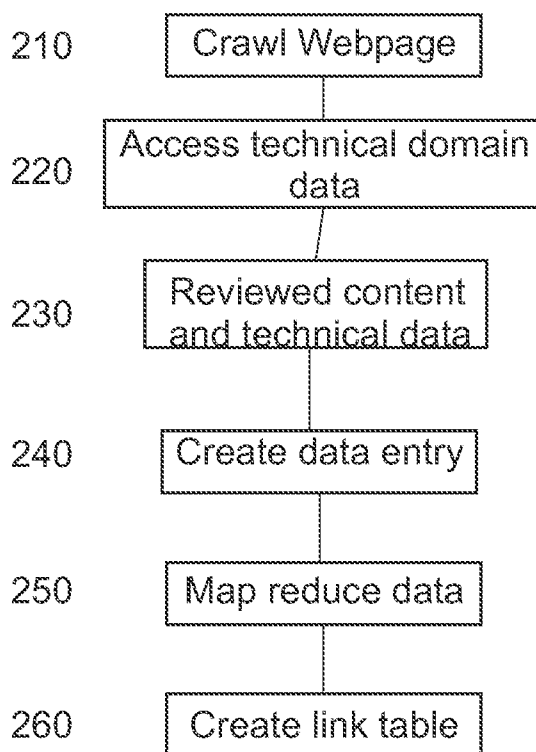 210 Crawl Webpage
220 Access technical domain
data
230 Reviewed content
and technical data
240 Create data entry
250 Map reduce data
260 Create link table